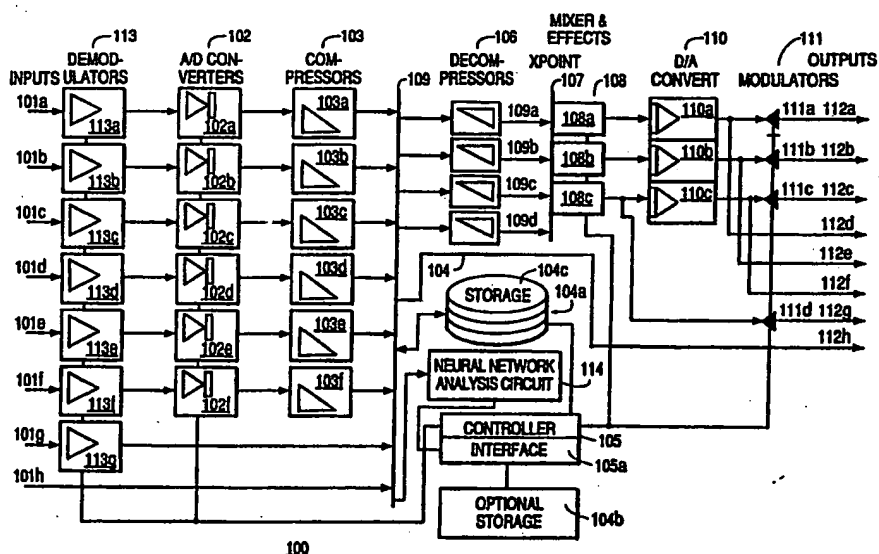 113 102 103 106 MIXER & EFFECTS 110 111 OUTPUTS
DEMOD-
ULATORS
A/D CON-
VERTERS
COM-
PRESSORS
109
DECOM-
PRESSORS
XPOINT
107 108
D/A
CONVERT
MODULATORS
INPUTS
101a 113a 102a 103a 109a 108a 110a 111a 112a
101b 113b 102b 103b 109b 108b 110b 111b 112b
101c 113c 102c 103c 109c 108c 110c 111c 112c
109d 112d
104 112e
101d 113d 102d 103d 104c 112f
STORAGE 104a
111d 112g
112h
101e 113e 102e 103e
NEURAL NETWORK
ANALYSIS CIRCUIT
114
101f 113f 102f 103f
CONTROLLER 105
INTERFACE 105a
101g 113g
101h
OPTIONAL
STORAGE
104b
100